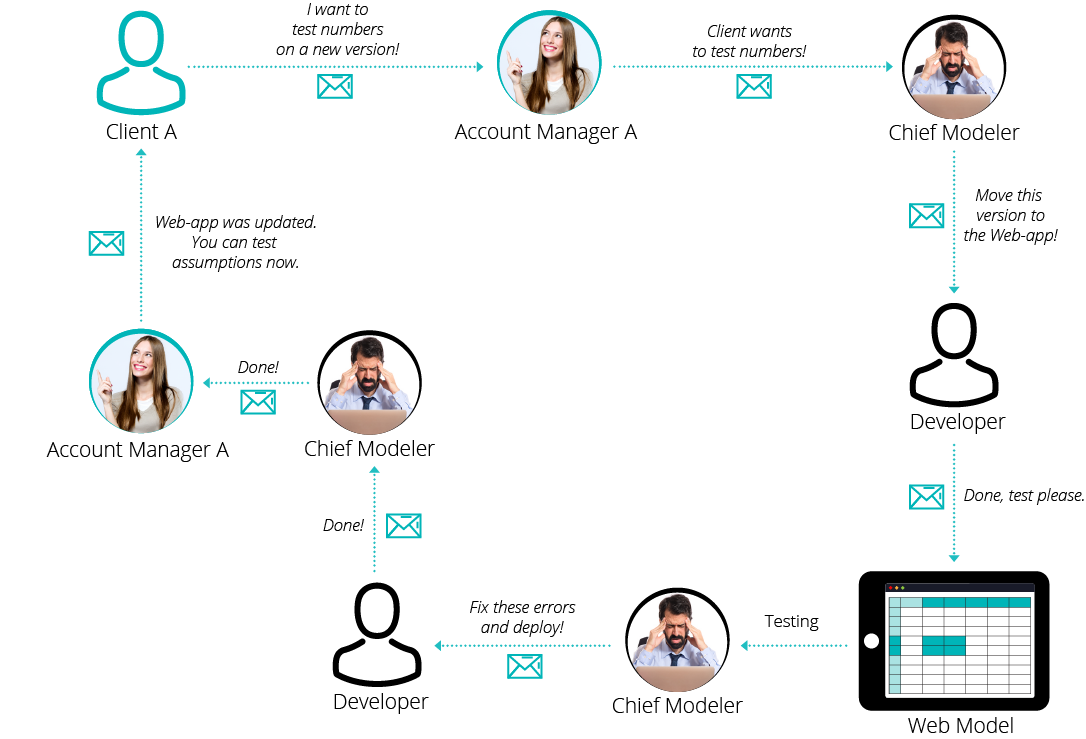 I want to
test numbers
on a new version!
Client wants
to test numbers!
Client A
Account Manager A
Chief Modeler
Move this
version to
the Web-app!
Web-app was updated.
You can test
assumptions now.
Done!
Account Manager A
Chief Modeler
Developer
Done, test please.
Done!
Fix these errors
and deploy!
Testing
Developer
Chief Modeler
Web Model